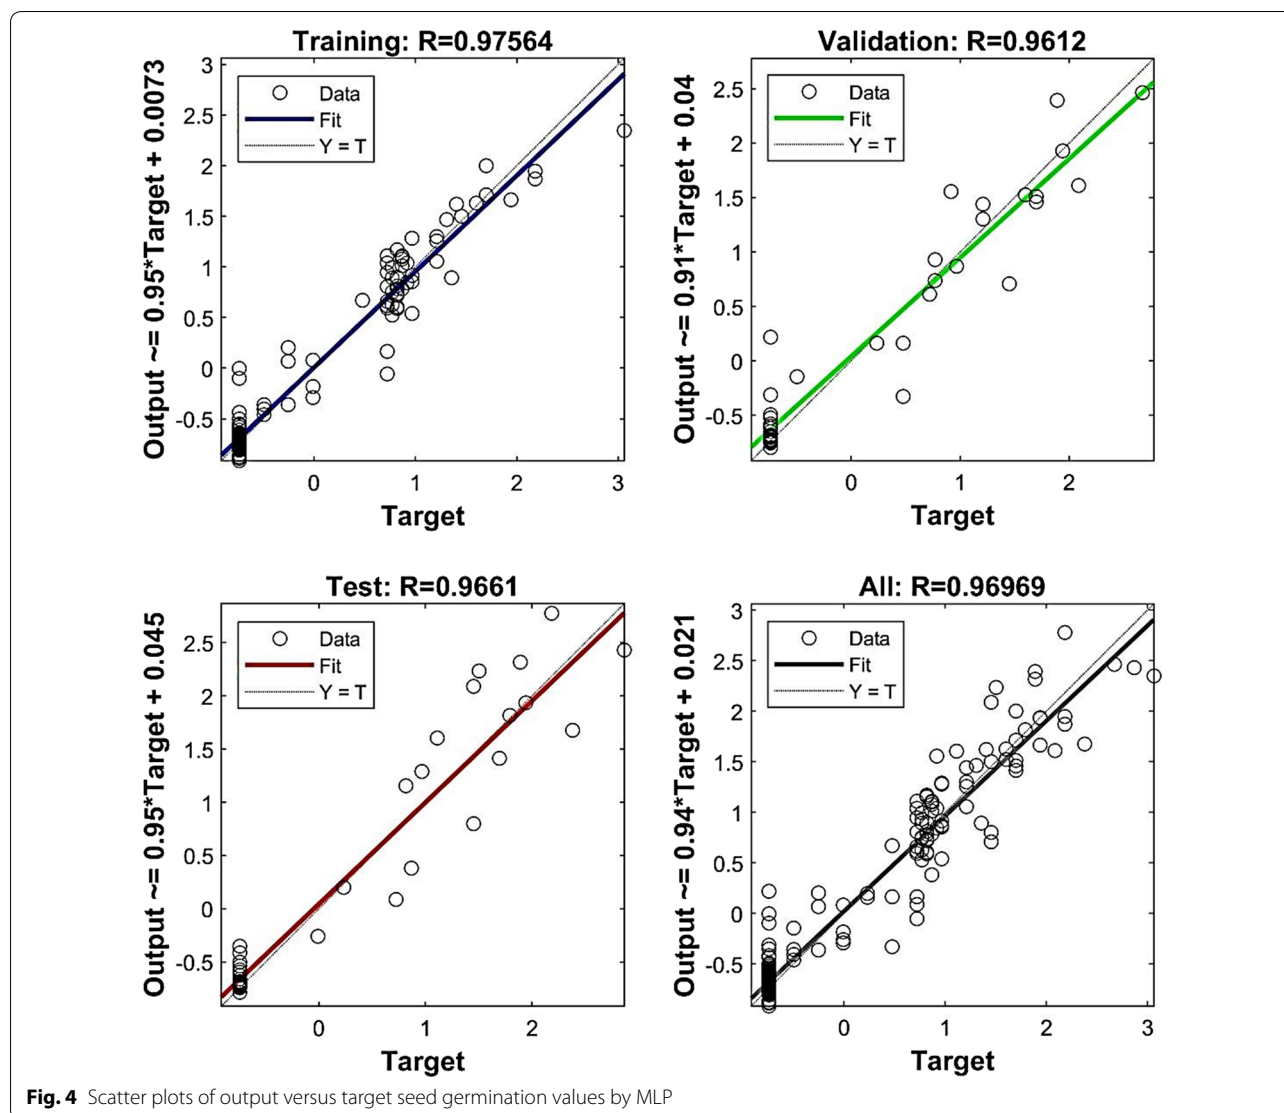 Training: R=0.97564
Output ~= 0.95*Target + 0.0073
3
2.5
2
1.5
1
0.5
0
-0.5
Data
Fit
Y = T
0 1 2 3
Target
Validation: R=0.9612
Output ~= 0.91*Target + 0.04
2.5
2
1.5
1
0.5
0
-0.5
Data
Fit
Y = T
0 1 2
Target
Test: R=0.9661
Output ~= 0.95*Target + 0.045
2.5
2
1.5
1
0.5
0
-0.5
Data
Fit
Y = T
0 1 2
Target
All: R=0.96969
Output ~= 0.94*Target + 0.021
3
2.5
2
1.5
1
0.5
0
-0.5
Data
Fit
Y = T
0 1 2 3
Target
Fig. 4 Scatter plots of output versus target seed germination values by MLP